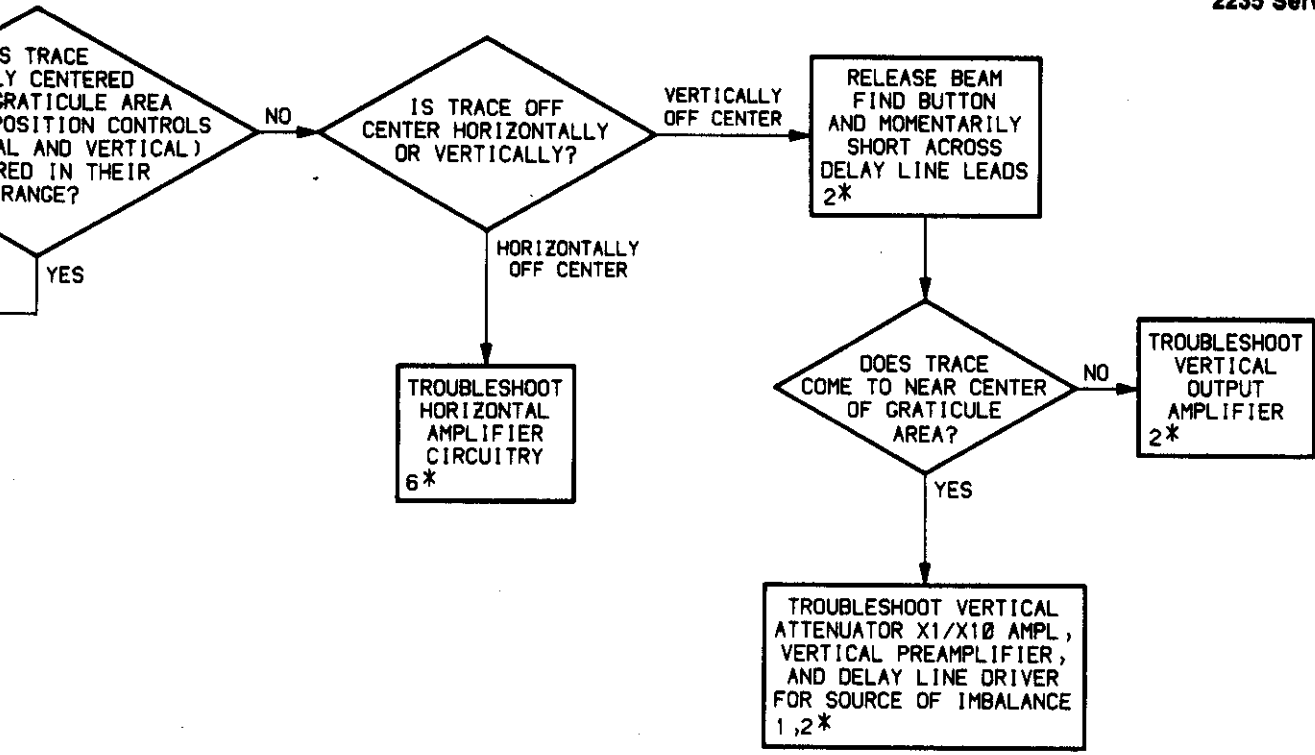 2235 Serv
S TRACE
LY CENTERED
GRATICULE AREA
POSITION CONTROLS
AL AND VERTICAL)
RED IN THEIR
RANGE?
NO
YES
IS TRACE OFF
CENTER HORIZONTALLY
OR VERTICALLY?
VERTICALLY
OFF CENTER
HORIZONTALLY
OFF CENTER
TROUBLESHOOT
HORIZONTAL
AMPLIFIER
CIRCUITRY
6*
RELEASE BEAM
FIND BUTTON
AND MOMENTARILY
SHORT ACROSS
DELAY LINE LEADS
2*
DOES TRACE
COME TO NEAR CENTER
OF GRATICULE
AREA?
NO
TROUBLESHOOT
VERTICAL
OUTPUT
AMPLIFIER
2*
YES
TROUBLESHOOT VERTICAL
ATTENUATOR X1/X10 AMPL,
VERTICAL PREAMPLIFIER,
AND DELAY LINE DRIVER
FOR SOURCE OF IMBALANCE
1,2*